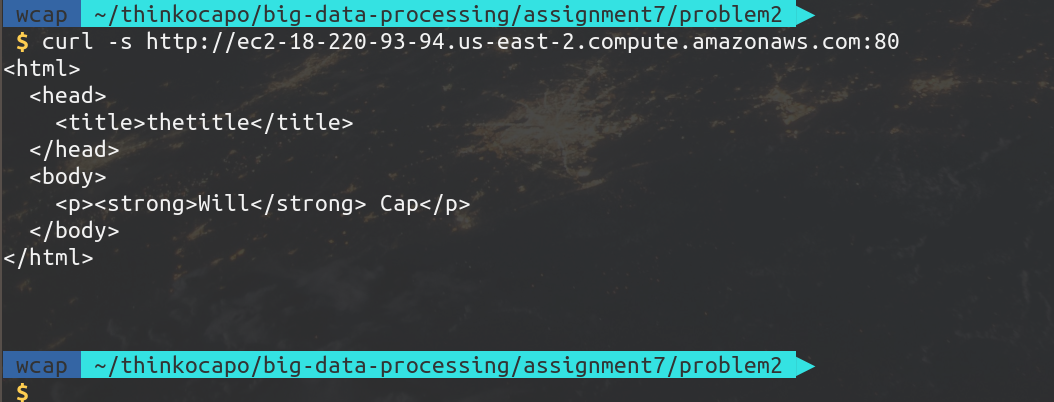 wcap ~/thinkocapo/big-data-processing/assignment7/problem2
$ curl -s http://ec2-18-220-93-94.us-east-2.compute.amazonaws.com:80
<html>
  <head>
    <title>thetitle</title>
  </head>
  <body>
    <p><strong>Will</strong> Cap</p>
  </body>
</html>
wcap ~/thinkocapo/big-data-processing/assignment7/problem2
$